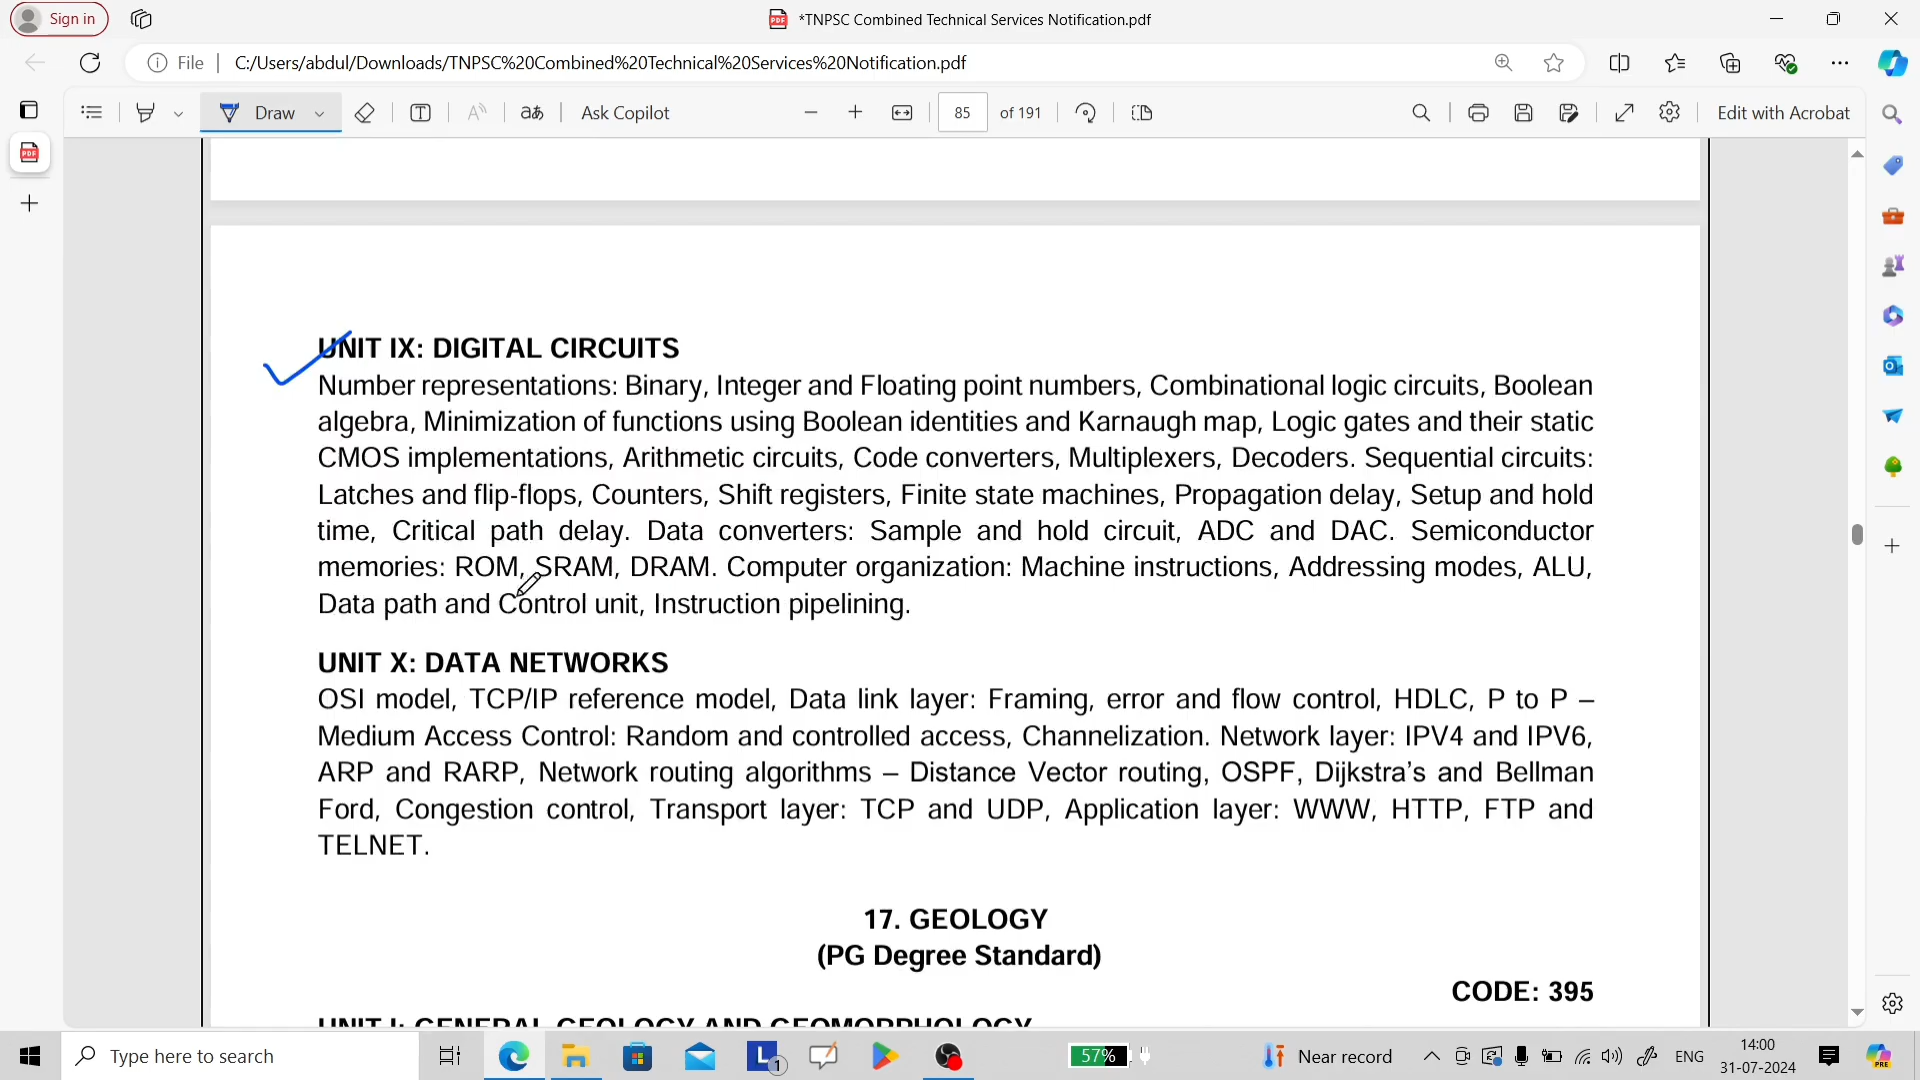 Sign in
*TNPSC Combined Technical Services Notification.pdf
File
C:/Users/abdul/Downloads/TNPSC%20Combined%20Technical%20Services%20Notification.pdf
Draw
aあ
Ask Copilot
85 of 191
Edit with Acrobat
UNIT IX: DIGITAL CIRCUITS
Number representations: Binary, Integer and Floating point numbers, Combinational logic circuits, Boolean
algebra, Minimization of functions using Boolean identities and Karnaugh map, Logic gates and their static
CMOS implementations, Arithmetic circuits, Code converters, Multiplexers, Decoders. Sequential circuits:
Latches and flip-flops, Counters, Shift registers, Finite state machines, Propagation delay, Setup and hold
time, Critical path delay. Data converters: Sample and hold circuit, ADC and DAC. Semiconductor
memories: ROM, SRAM, DRAM. Computer organization: Machine instructions, Addressing modes, ALU,
Data path and Control unit, Instruction pipelining.
UNIT X: DATA NETWORKS
OSI model, TCP/IP reference model, Data link layer: Framing, error and flow control, HDLC, P to P –
Medium Access Control: Random and controlled access, Channelization. Network layer: IPV4 and IPV6,
ARP and RARP, Network routing algorithms – Distance Vector routing, OSPF, Dijkstra's and Bellman
Ford, Congestion control, Transport layer: TCP and UDP, Application layer: WWW, HTTP, FTP and
TELNET.
17. GEOLOGY
(PG Degree Standard)
CODE: 395
UNIT I: GENERAL GEOLOGY AND GEOMORPHOLOGY
Type here to search
57%
Near record
ENG
14:00
31-07-2024